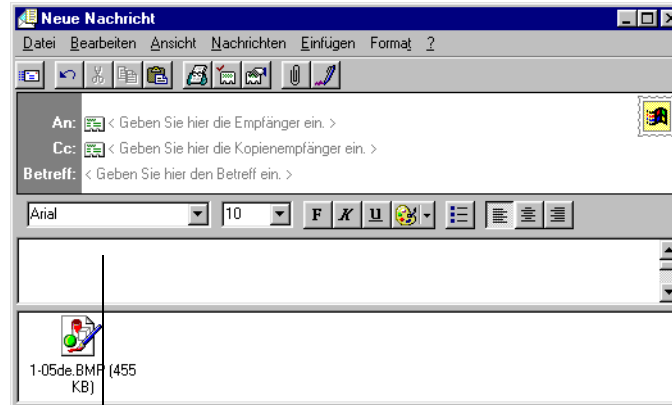 Neue Nachricht
Datei Bearbeiten Ansicht Nachrichten Einfügen Format ?
An: < Geben Sie hier die Empfänger ein. >
Cc: < Geben Sie hier die Kopienempfänger ein. >
Betreff: < Geben Sie hier den Betreff ein. >
Arial 10 F K U
1-05de.BMP (455
KB)